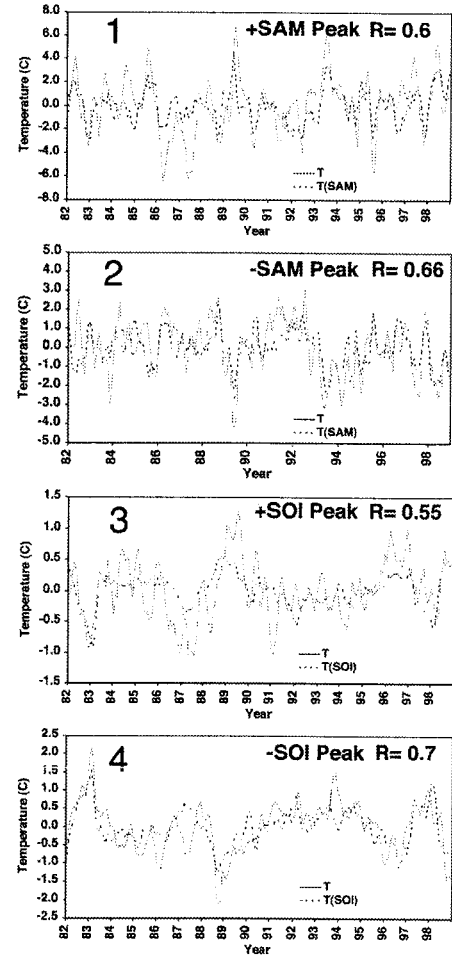 1 +SAM Peak R= 0.6
8.0
6.0
4.0
2.0
0.0
-2.0
-4.0
-6.0
-8.0
Temperature (C)
T
T(SAM)
82 83 84 85 86 87 88 89 90 91 92 93 94 95 96 97 98
Year
2 -SAM Peak R= 0.66
5.0
4.0
3.0
2.0
1.0
0.0
-1.0
-2.0
-3.0
-4.0
-5.0
Temperature (C)
T
T(SAM)
82 83 84 85 86 87 88 89 90 91 92 93 94 95 96 97 98
Year
3 +SOI Peak R= 0.55
1.5
1.0
0.5
0.0
-0.5
-1.0
-1.5
Temperature (C)
T
T(SOI)
82 83 84 85 86 87 88 89 90 91 92 93 94 95 96 97 98
Year
4 -SOI Peak R= 0.7
2.5
2.0
1.5
1.0
0.5
0.0
-0.5
-1.0
-1.5
-2.0
-2.5
Temperature (C)
T
T(SOI)
82 83 84 85 86 87 88 89 90 91 92 93 94 95 96 97 98
Year